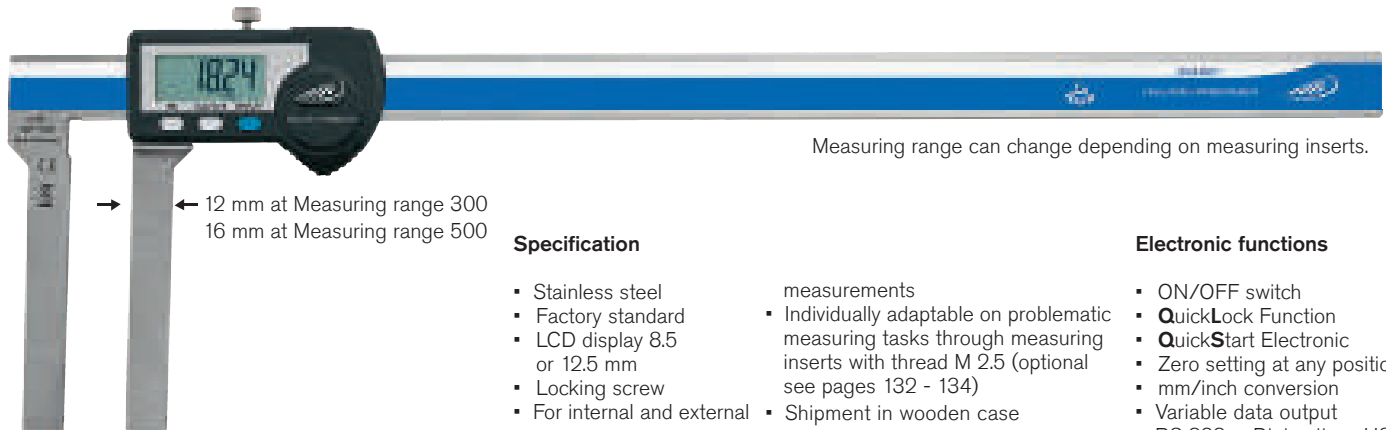 18.24
Measuring range can change depending on measuring inserts.
12 mm at Measuring range 300
16 mm at Measuring range 500
Specification
▪ Stainless steel
▪ Factory standard
▪ LCD display 8.5
or 12.5 mm
▪ Locking screw
▪ For internal and external
measurements
▪ Individually adaptable on problematic
measuring tasks through measuring
inserts with thread M 2.5 (optional
see pages 132 - 134)
▪ Shipment in wooden case
Electronic functions
▪ ON/OFF switch
▪ QuickLock Function
▪ QuickStart Electronic
▪ Zero setting at any
▪ mm/inch conversion
▪ Variable data output